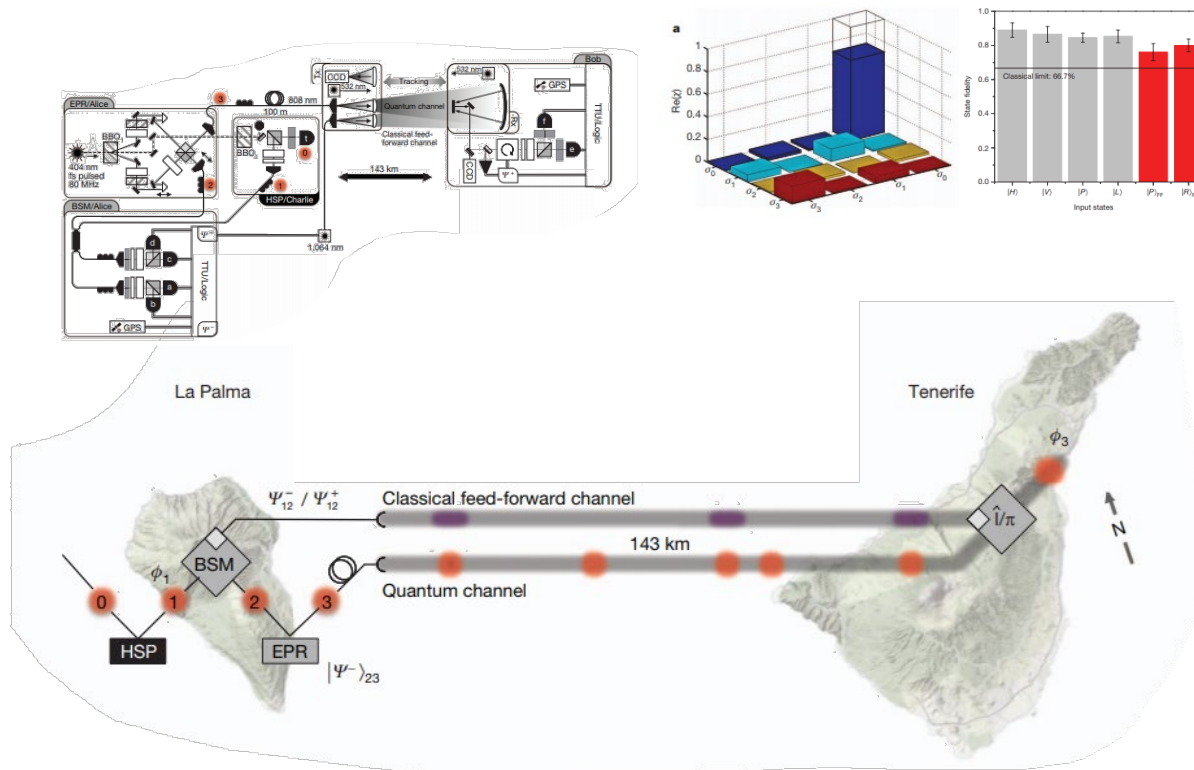 EPR/Alice
BBO₁
404 nm
fs pulsed
80 MHz
3
2
100 m
808 nm
BBO₂
t
0
1
HSP/Charlie
BSM/Alice
d
c
a
b
TTU/Logic
GPS
Ψ⁻
1,064 nm
Tx
CCD
532 nm
Tracking
Quantum channel
Classical feed-
forward channel
143 km
532 nm
Rx
CCD
Bob
GPS
f
e
Ψ⁺
TTU/Logic
a
Re(χ)
1
0.8
0.6
0.4
0.2
0
σ₀
σ₁
σ₂
σ₃
σ₃
σ₂
σ₁
σ₀
State fidelity
1.0
0.8
0.6
0.4
0.2
0.0
Classical limit: 66.7%
|H⟩
|V⟩
|P⟩
|L⟩
|P⟩FF
Input states
La Palma
Tenerife
ϕ₃
Ψ⁻₁₂ / Ψ⁺₁₂
Classical feed-forward channel
Î/π
N
143 km
BSM
ϕ₁
Quantum channel
0
1
2
3
HSP
EPR
|Ψ⁻⟩₂₃